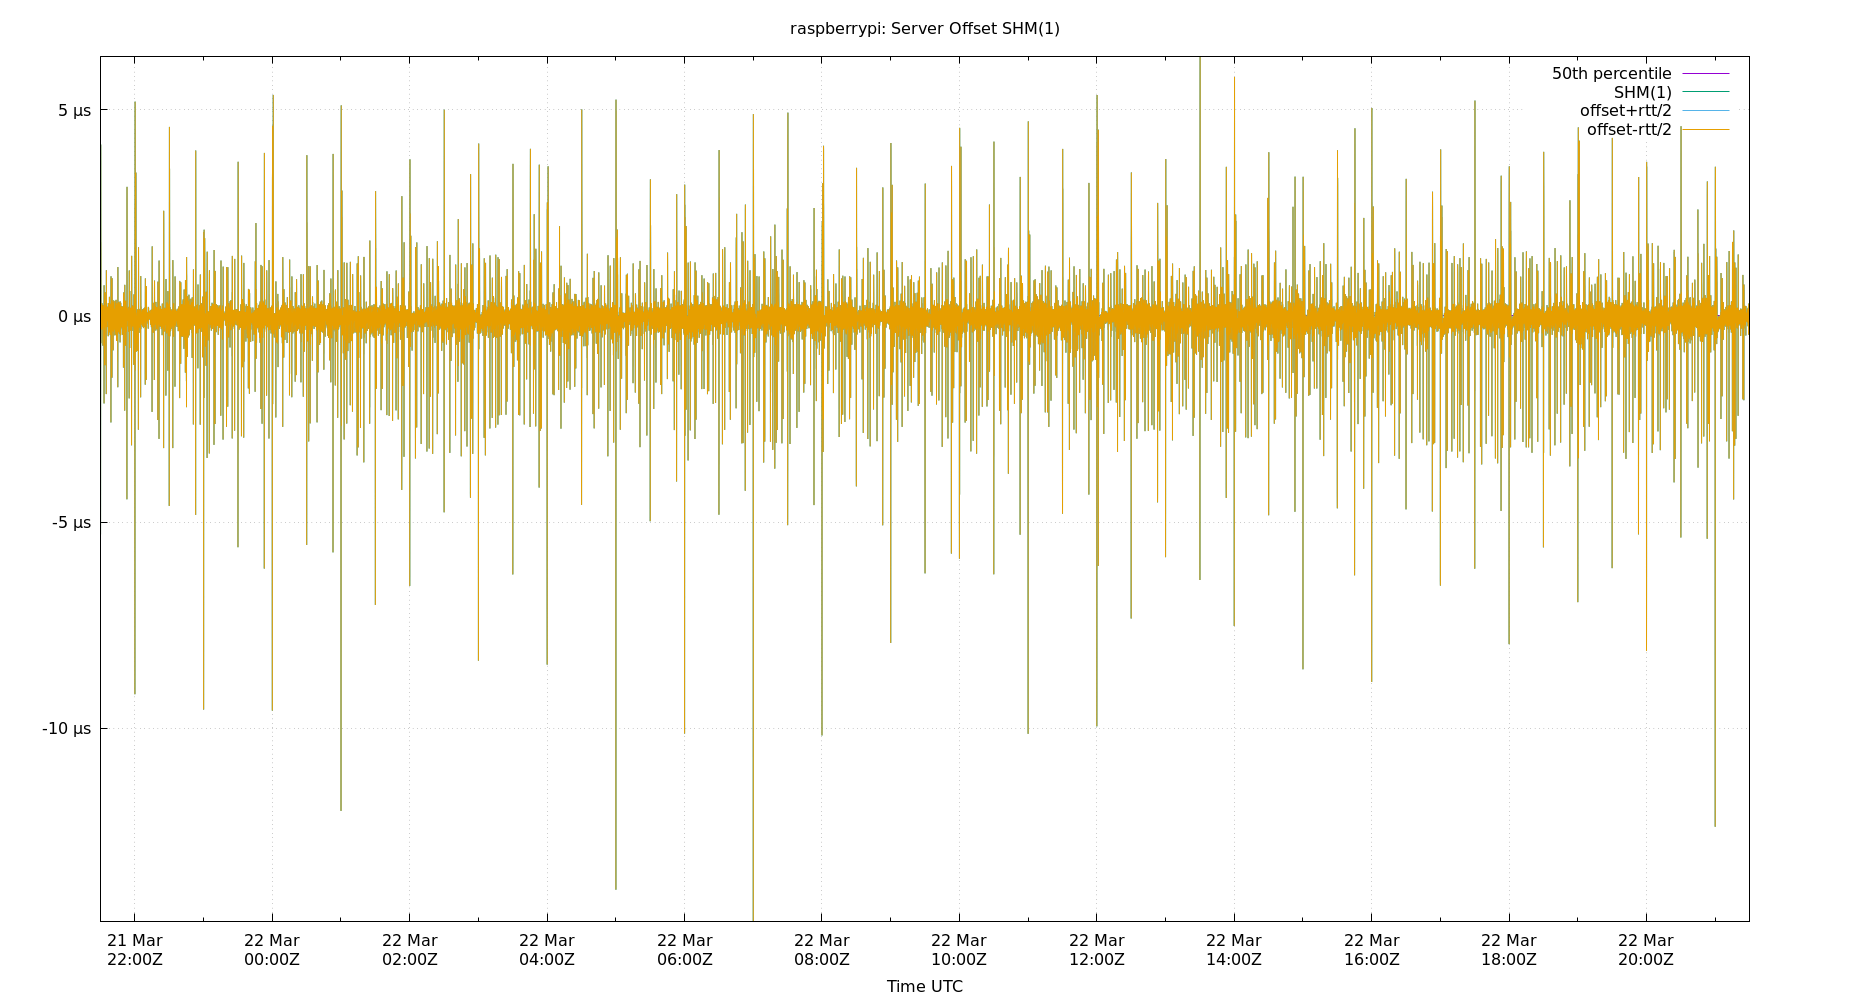 raspberrypi: Server Offset SHM(1)
50th percentile
SHM(1)
offset+rtt/2
offset-rtt/2
5 µs
0 µs
-5 µs
-10 µs
21 Mar 22 Mar 22 Mar 22 Mar 22 Mar 22 Mar 22 Mar 22 Mar 22 Mar 22 Mar 22 Mar 22 Mar
22:00Z 00:00Z 02:00Z 04:00Z 06:00Z 08:00Z 10:00Z 12:00Z 14:00Z 16:00Z 18:00Z 20:00Z
Time UTC